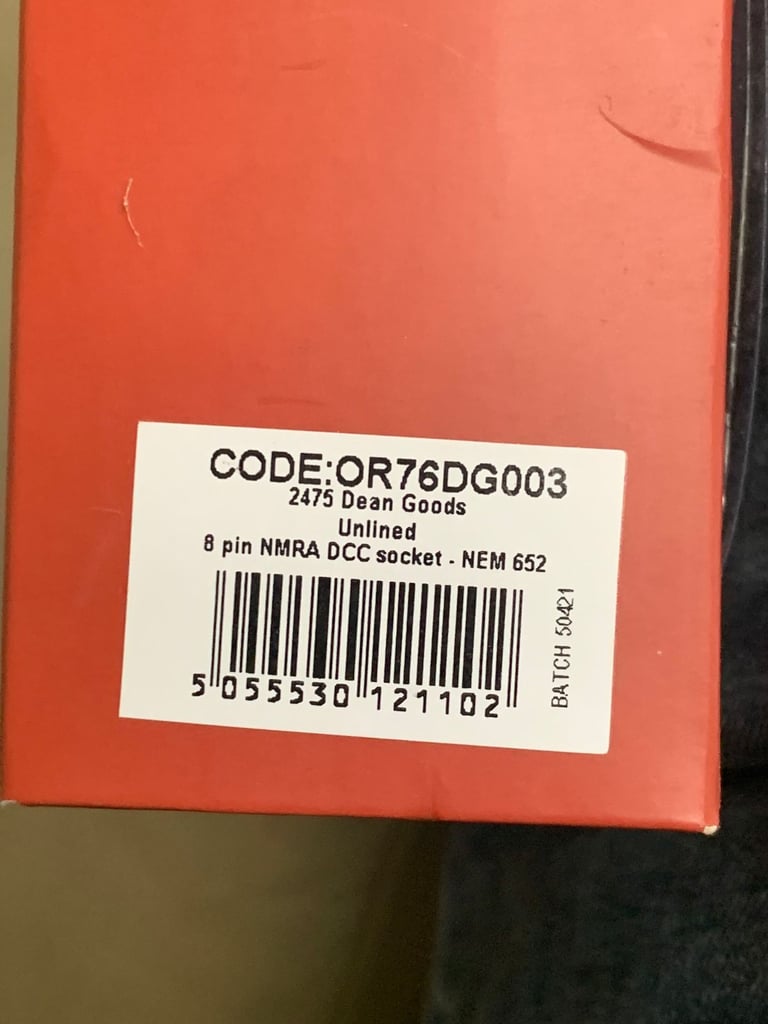 CODE:OR76DG003
2475 Dean Goods
Unlined
8 pin NMRA DCC socket - NEM 652
5 055530 121102
BATCH 50421